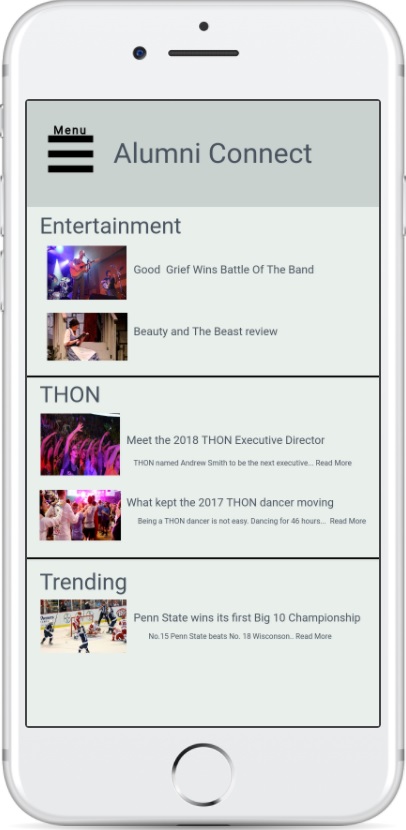 Menu
Alumni Connect
Entertainment
Good Grief Wins Battle Of The Band
Beauty and The Beast review
THON
Meet the 2018 THON Executive Director
THON named Andrew Smith to be the next executive... Read More
What kept the 2017 THON dancer moving
Being a THON dancer is not easy. Dancing for 46 hours... Read More
Trending
Penn State wins its first Big 10 Championship
No.15 Penn State beats No. 18 Wisconson.. Read More